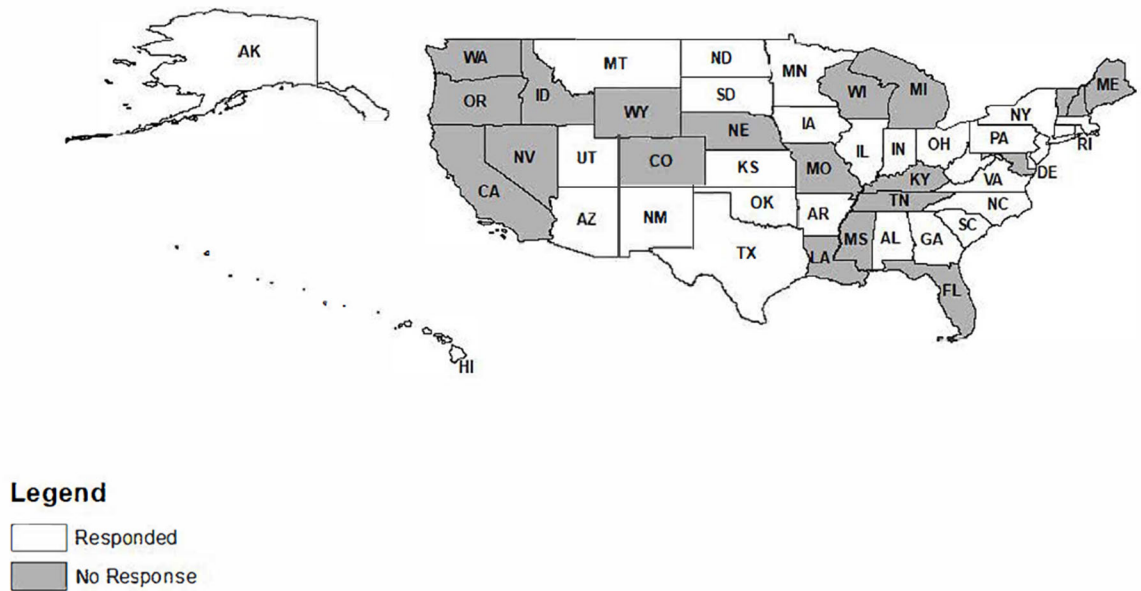 AK
WA
MT
ND
MN
ME
ID
OR
SD
WI
MI
WY
NY
IA
NE
PA
NV
UT
CO
IL
IN
OH
RI
KS
MO
DE
CA
KY
VA
OK
TN
NC
AZ
NM
AR
SC
MS
AL
GA
TX
LA
FL
HI
Legend
Responded
No Response